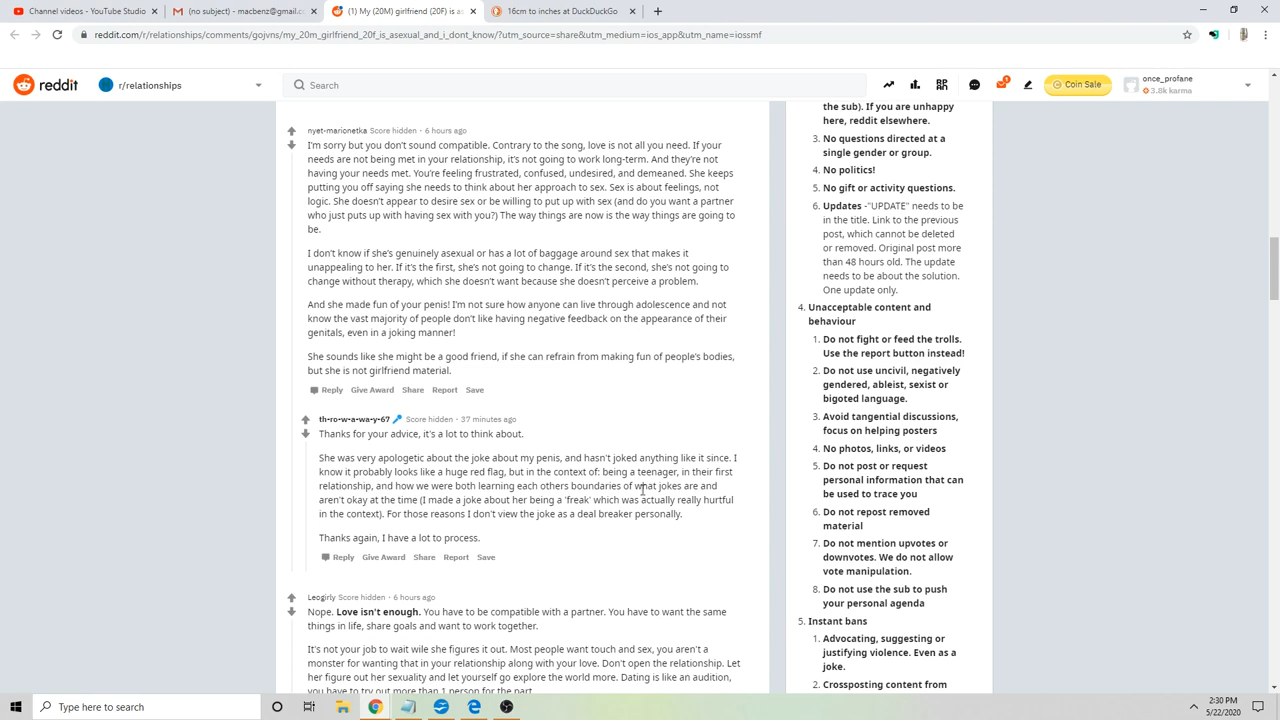 Channel videos - YouTube Studio
(no subject) - macbenz@gmail.co
(1) My (20M) girlfriend (20F) is as
16cm to inches at DuckDuckGo
reddit.com/r/relationships/comments/gojvns/my_20m_girlfriend_20f_is_asexual_and_i_dont_know/?utm_source=share&utm_medium=ios_app&utm_name=iossmf
reddit
r/relationships
Search
1
Coin Sale
once_profane
3.8k karma
nyet-marionetka Score hidden · 6 hours ago
I'm sorry but you don't sound compatible. Contrary to the song, love is not all you need. If your
needs are not being met in your relationship, it's not going to work long-term. And they're not
having your needs met. You're feeling frustrated, confused, undesired, and demeaned. She keeps
putting you off saying she needs to think about her approach to sex. Sex is about feelings, not
logic. She doesn't appear to desire sex or be willing to put up with sex (and do you want a partner
who just puts up with having sex with you?) The way things are now is the way things are going to
be.
I don't know if she's genuinely asexual or has a lot of baggage around sex that makes it
unappealing to her. If it's the first, she's not going to change. If it's the second, she's not going to
change without therapy, which she doesn't want because she doesn't perceive a problem.
And she made fun of your penis! I'm not sure how anyone can live through adolescence and not
know the vast majority of people don't like having negative feedback on the appearance of their
genitals, even in a joking manner!
She sounds like she might be a good friend, if she can refrain from making fun of people's bodies,
but she is not girlfriend material.
Reply Give Award Share Report Save
th-ro-w-a-wa-y-67 Score hidden · 37 minutes ago
Thanks for your advice, it's a lot to think about.
She was very apologetic about the joke about my penis, and hasn't joked anything like it since. I
know it probably looks like a huge red flag, but in the context of: being a teenager, in their first
relationship, and how we were both learning each others boundaries of what jokes are and
aren't okay at the time (I made a joke about her being a 'freak' which was actually really hurtful
in the context). For those reasons I don't view the joke as a deal breaker personally.
Thanks again, I have a lot to process.
Reply Give Award Share Report Save
Leogirly Score hidden · 6 hours ago
Nope. Love isn't enough. You have to be compatible with a partner. You have to want the same
things in life, share goals and want to work together.
It's not your job to wait wile she figures it out. Most people want touch and sex, you aren't a
monster for wanting that in your relationship along with your love. Don't open the relationship. Let
her figure out her sexuality and let yourself go explore the world more. Dating is like an audition,
you have to try out more than 1 person for the part.
the sub). If you are unhappy
here, reddit elsewhere.
3. No questions directed at a
single gender or group.
4. No politics!
5. No gift or activity questions.
6. Updates -"UPDATE" needs to be
in the title. Link to the previous
post, which cannot be deleted
or removed. Original post more
than 48 hours old. The update
needs to be about the solution.
One update only.
4. Unacceptable content and
behaviour
1. Do not fight or feed the trolls.
Use the report button instead!
2. Do not use uncivil, negatively
gendered, ableist, sexist or
bigoted language.
3. Avoid tangential discussions,
focus on helping posters
4. No photos, links, or videos
5. Do not post or request
personal information that can
be used to trace you
6. Do not repost removed
material
7. Do not mention upvotes or
downvotes. We do not allow
vote manipulation.
8. Do not use the sub to push
your personal agenda
5. Instant bans
1. Advocating, suggesting or
justifying violence. Even as a
joke.
2. Crossposting content from
Type here to search
2:30 PM
5/22/2020